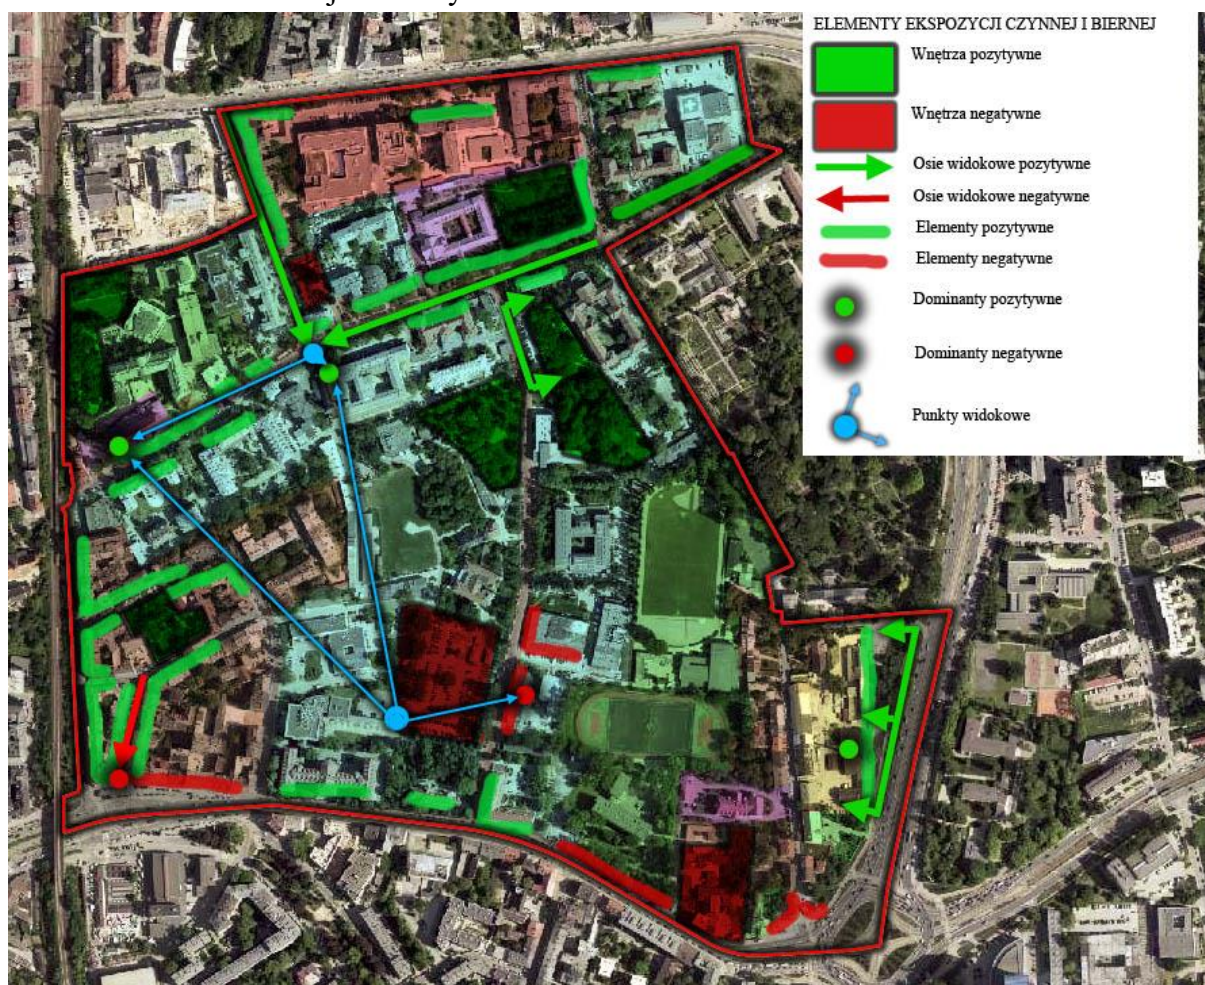 ELEMENTY EKSPOZYCJI CZYNNEJ I BIERNEJ
Wnętrza pozytywne
Wnętrza negatywne
Osie widokowe pozytywne
Osie widokowe negatywne
Elementy pozytywne
Elementy negatywne
Dominanty pozytywne
Dominanty negatywne
Punkty widokowe